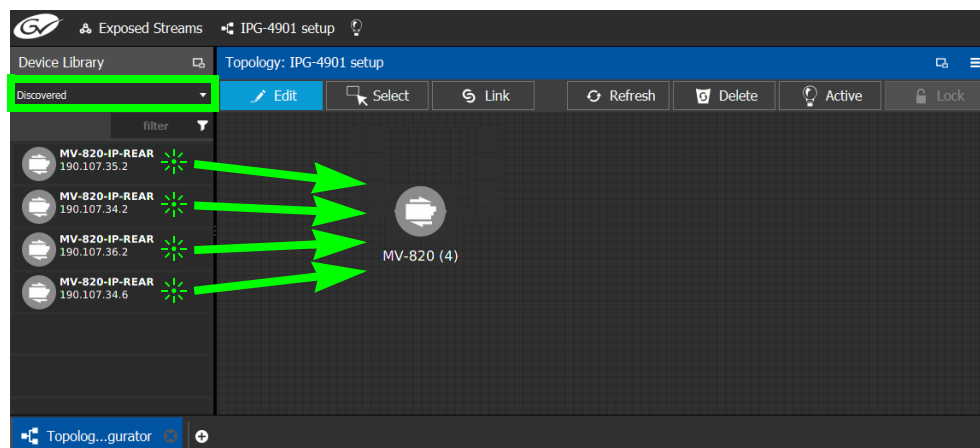 GV Exposed Streams IPG-4901 setup
Device Library
Topology: IPG-4901 setup
Discovered
Edit Select Link Refresh Delete Active Lock
filter
MV-820-IP-REAR
190.107.35.2
MV-820-IP-REAR
190.107.34.2
MV-820-IP-REAR
190.107.36.2
MV-820-IP-REAR
190.107.34.6
MV-820 (4)
Topolog...gurator